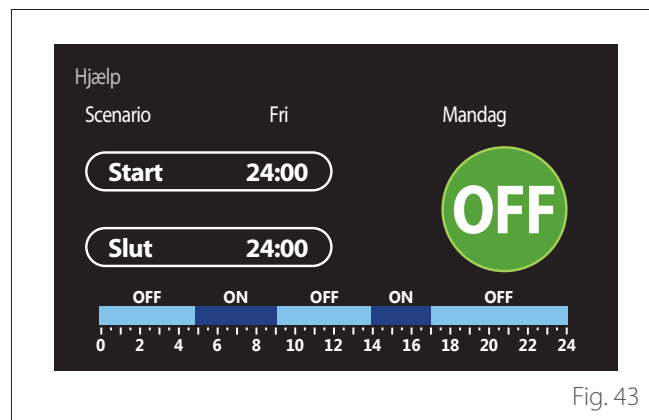 Hjælp
Scenario Fri Mandag
Start 24:00
OFF
Slut 24:00
OFF ON OFF ON OFF
0 2 4 6 8 10 12 14 16 18 20 22 24
Fig. 43